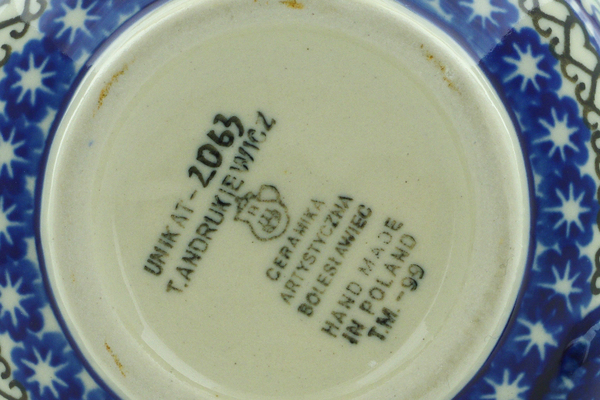 UNIKAT-2063
T.ANDRUKIEWICZ
CERAMIKA
ARTYSTYCZNA
BOLESŁAWIEC
HAND MADE
IN POLAND
T.M.-99